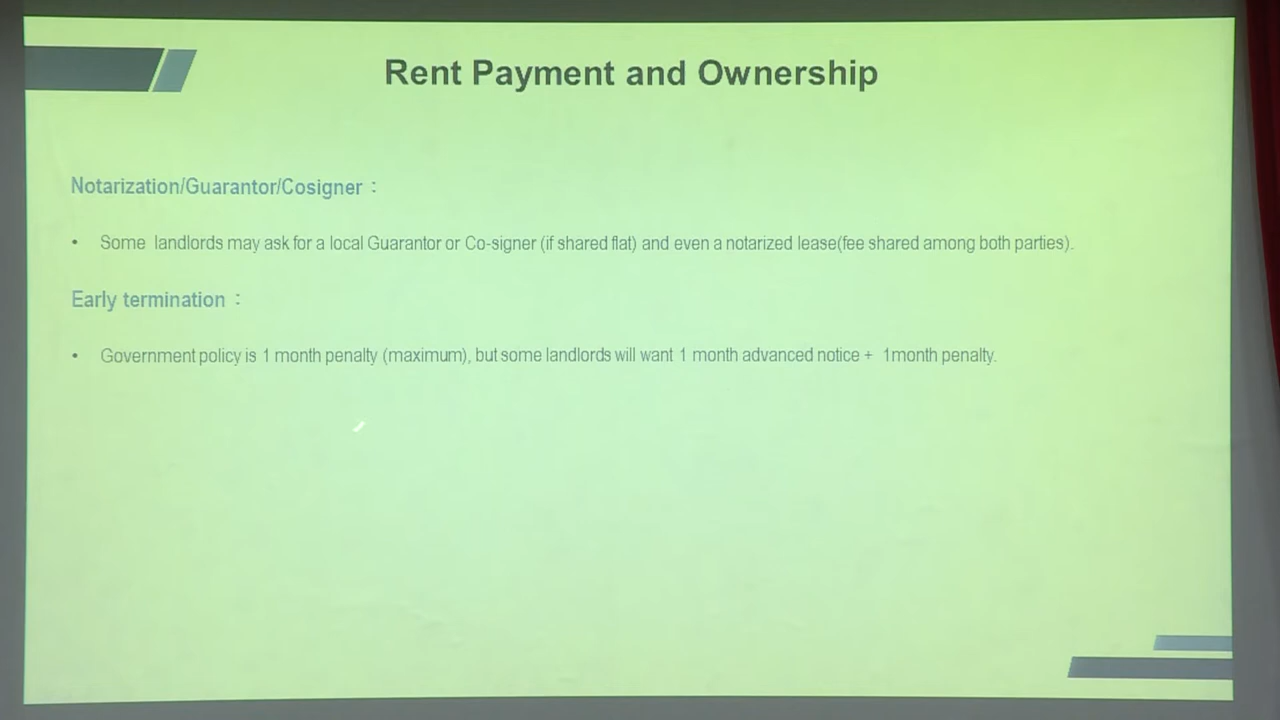 Rent Payment and Ownership
Notarization/Guarantor/Cosigner：
• Some landlords may ask for a local Guarantor or Co-signer (if shared flat) and even a notarized lease(fee shared among both parties).
Early termination：
• Government policy is 1 month penalty (maximum), but some landlords will want 1 month advanced notice + 1month penalty.